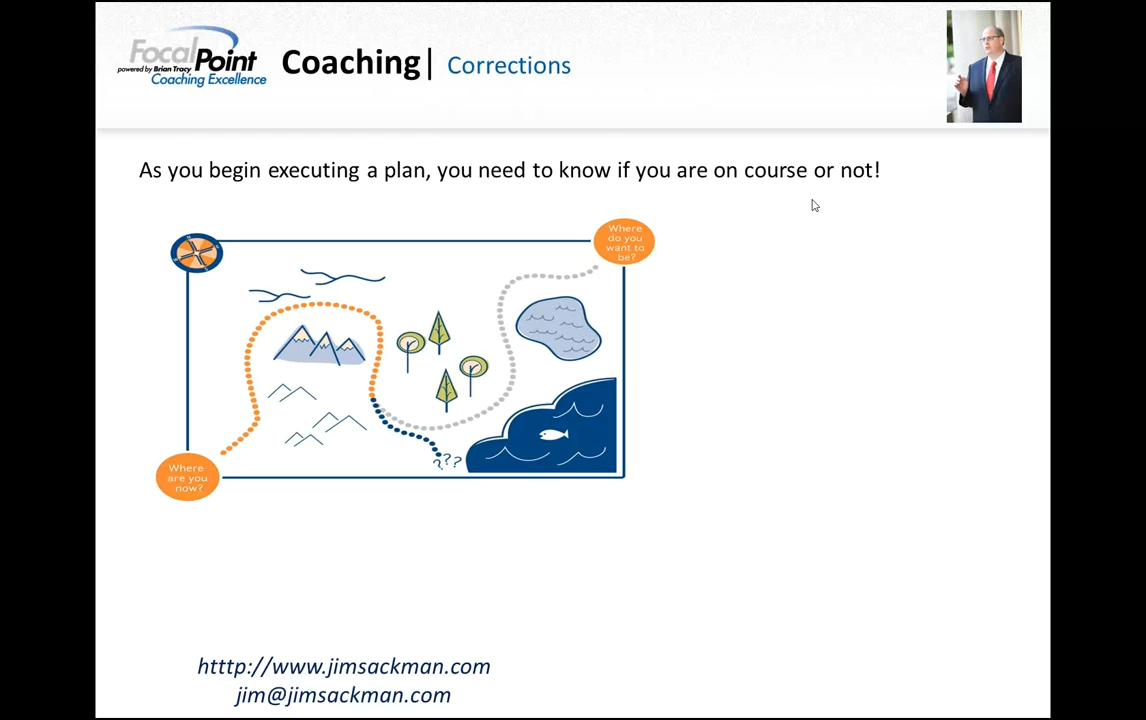 FocalPoint
powered by Brian Tracy
Coaching Excellence
Coaching| Corrections
As you begin executing a plan, you need to know if you are on course or not!
Where
do you
want to
be?
???
Where
are you
now?
htttp://www.jimsackman.com
jim@jimsackman.com